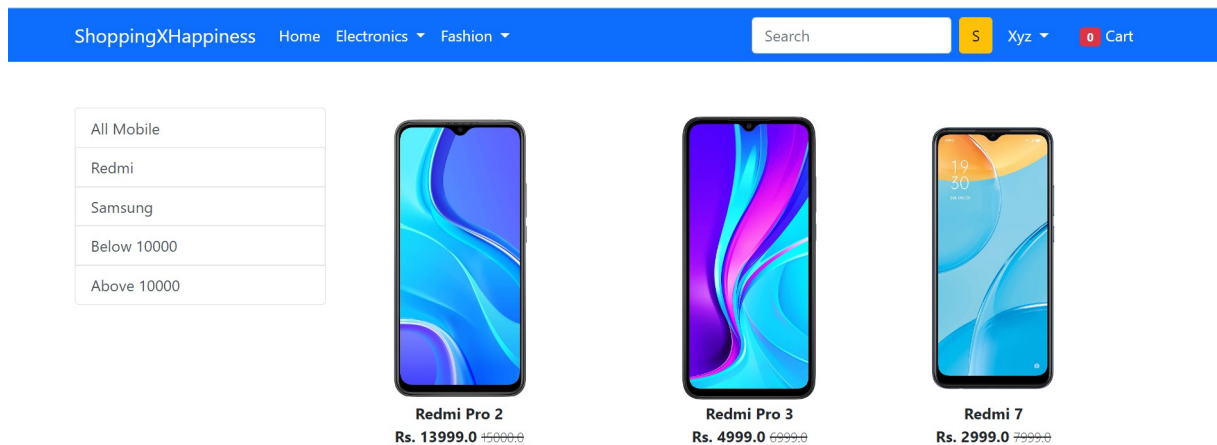 ShoppingXHappiness Home Electronics Fashion Search S Xyz 0 Cart
All Mobile
Redmi
Samsung
Below 10000
Above 10000
19
30
Redmi Pro 2
Rs. 13999.0 15000.0
Redmi Pro 3
Rs. 4999.0 6999.0
Redmi 7
Rs. 2999.0 7999.0